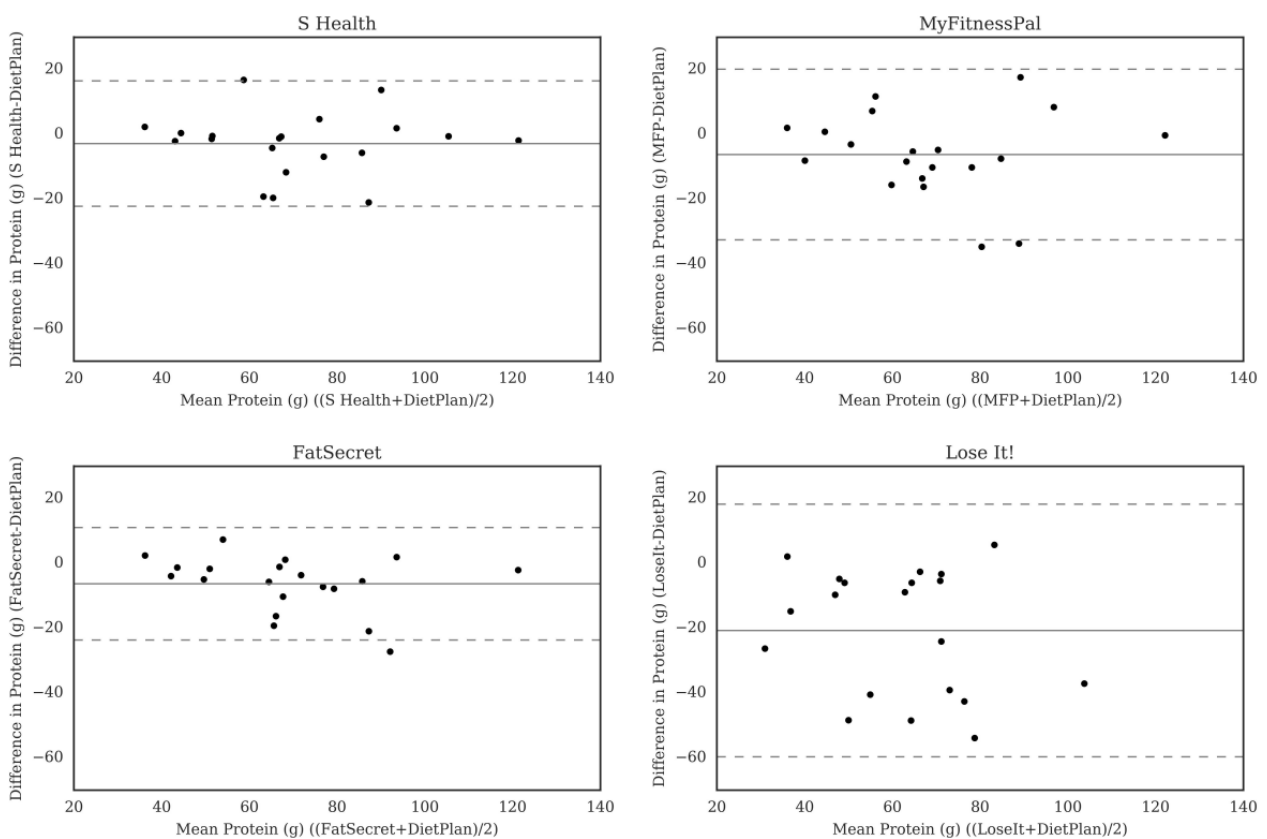 S Health
Difference in Protein (g) (S Health-DietPlan)
20
0
−20
−40
−60
20 40 60 80 100 120 140
Mean Protein (g) ((S Health+DietPlan)/2)
MyFitnessPal
Difference in Protein (g) (MFP-DietPlan)
20
0
−20
−40
−60
20 40 60 80 100 120 140
Mean Protein (g) ((MFP+DietPlan)/2)
FatSecret
Difference in Protein (g) (FatSecret-DietPlan)
20
0
−20
−40
−60
20 40 60 80 100 120 140
Mean Protein (g) ((FatSecret+DietPlan)/2)
Lose It!
Difference in Protein (g) (LoseIt-DietPlan)
20
0
−20
−40
−60
20 40 60 80 100 120 140
Mean Protein (g) ((LoseIt+DietPlan)/2)